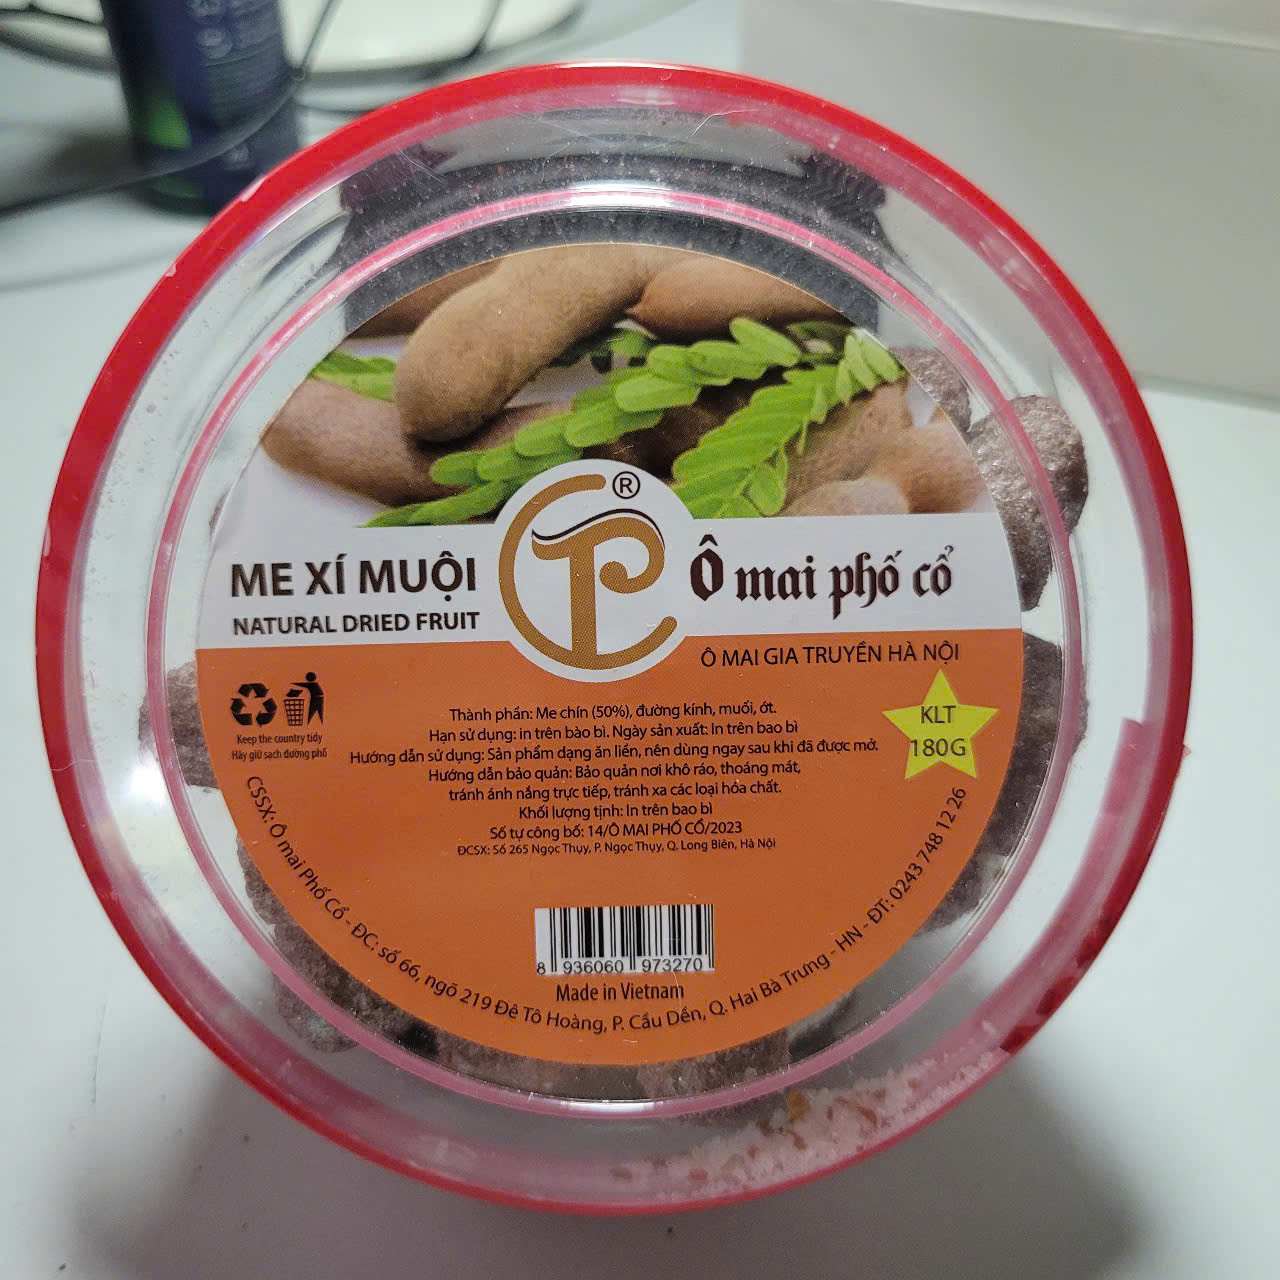 ®
ME XÍ MUỘI
NATURAL DRIED FRUIT
Ô mai phố cổ
Ô MAI GIA TRUYỀN HÀ NỘI
Keep the country tidy
Hãy giữ sạch đường phố
KLT
180G
Thành phần: Me chín (50%), đường kính, muối, ớt.
Hạn sử dụng: in trên bào bì. Ngày sản xuất: In trên bao bì
Hướng dẫn sử dụng: Sản phẩm dạng ăn liền, nên dùng ngay sau khi đã được mở.
Hướng dẫn bảo quản: Bảo quản nơi khô ráo, thoáng mát,
tránh ánh nắng trực tiếp, tránh xa các loại hóa chất.
Khối lượng tịnh: In trên bao bì
Số tự công bố: 14/Ô MAI PHỐ CỔ/2023
ĐCSX: Số 265 Ngọc Thụy, P. Ngọc Thụy, Q. Long Biên, Hà Nội
8 936060 973270
Made in Vietnam
CSSX: Ô mai Phố Cổ - ĐC: số 66, ngõ 219 Đê Tô Hoàng, P. Cầu Dền, Q. Hai Bà Trưng - HN - ĐT: 0243 748 12 26